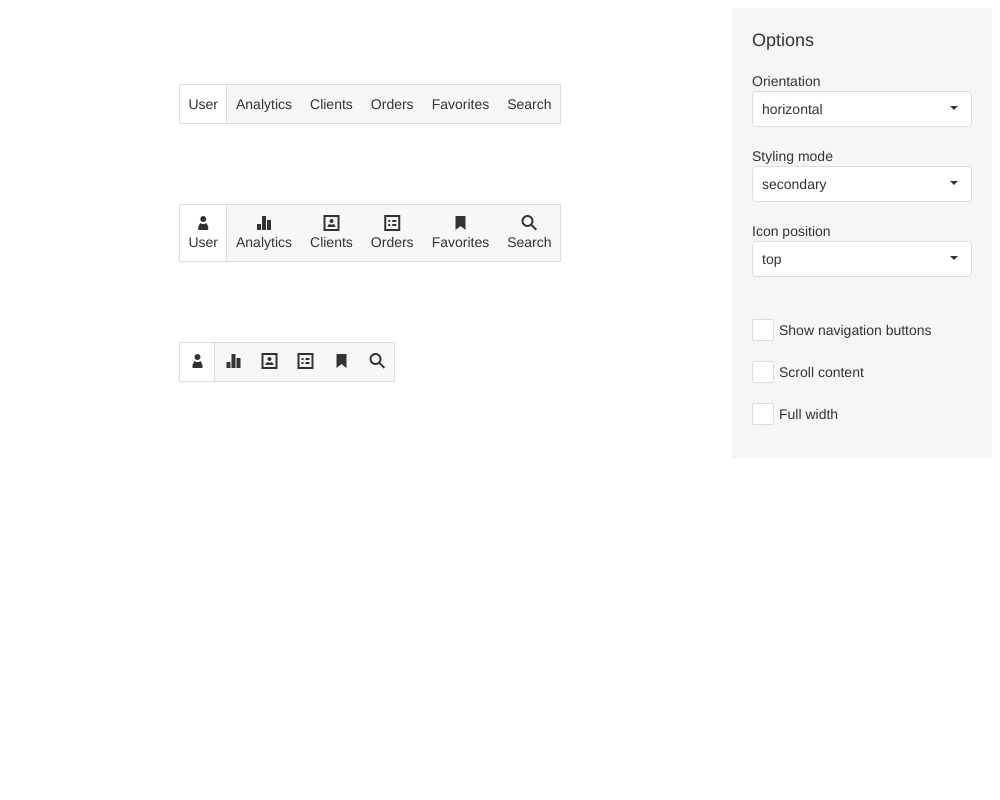 User Analytics Clients Orders Favorites Search
User Analytics Clients Orders Favorites Search
Options
Orientation
horizontal
Styling mode
secondary
Icon position
top
Show navigation buttons
Scroll content
Full width